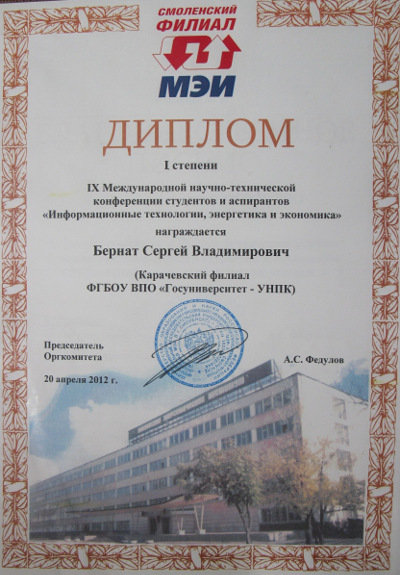 СМОЛЕНСКИЙ
ФИЛИАЛ
МЭИ
ДИПЛОМ
I степени
IX Международной научно-технической
конференции студентов и аспирантов
«Информационные технологии, энергетика и экономика»
награждается
Бернат Сергей Владимирович
(Карачевский филиал
ФГБОУ ВПО «Госуниверситет - УНПК)
Председатель
Оргкомитета
А.С. Федулов
20 апреля 2012 г.